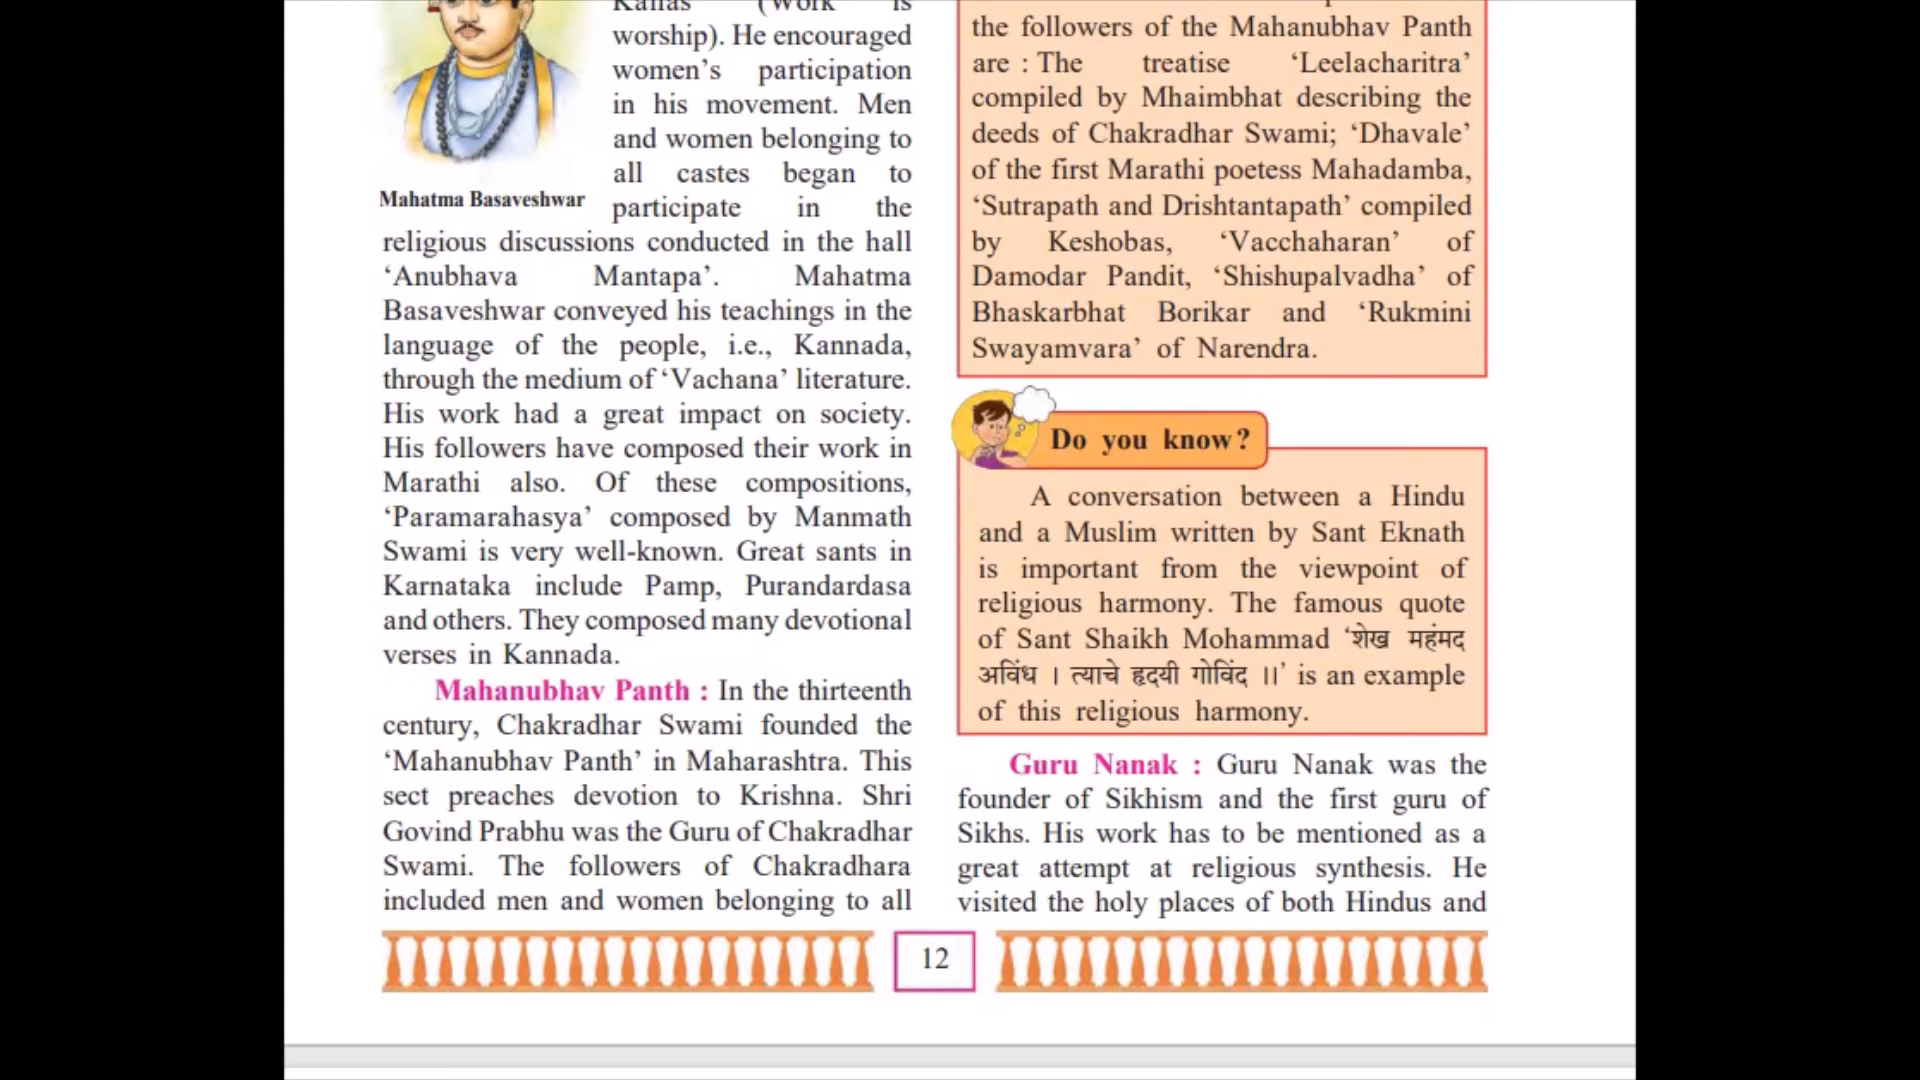 (Work is
worship). He encouraged
women’s participation
in his movement. Men
and women belonging to
all castes began to
Mahatma Basaveshwar
participate in the
religious discussions conducted in the hall
‘Anubhava Mantapa’. Mahatma
Basaveshwar conveyed his teachings in the
language of the people, i.e., Kannada,
through the medium of ‘Vachana’ literature.
His work had a great impact on society.
His followers have composed their work in
Marathi also. Of these compositions,
‘Paramarahasya’ composed by Manmath
Swami is very well-known. Great sants in
Karnataka include Pamp, Purandardasa
and others. They composed many devotional
verses in Kannada.
Mahanubhav Panth : In the thirteenth
century, Chakradhar Swami founded the
‘Mahanubhav Panth’ in Maharashtra. This
sect preaches devotion to Krishna. Shri
Govind Prabhu was the Guru of Chakradhar
Swami. The followers of Chakradhara
included men and women belonging to all
the followers of the Mahanubhav Panth
are : The treatise ‘Leelacharitra’
compiled by Mhaimbhat describing the
deeds of Chakradhar Swami; ‘Dhavale’
of the first Marathi poetess Mahadamba,
‘Sutrapath and Drishtantapath’ compiled
by Keshobas, ‘Vacchaharan’ of
Damodar Pandit, ‘Shishupalvadha’ of
Bhaskarbhat Borikar and ‘Rukmini
Swayamvara’ of Narendra.
Do you know?
A conversation between a Hindu
and a Muslim written by Sant Eknath
is important from the viewpoint of
religious harmony. The famous quote
of Sant Shaikh Mohammad ‘शेख महंमद
अविंध । त्याचे हृदयी गोविंद ।।’ is an example
of this religious harmony.
Guru Nanak : Guru Nanak was the
founder of Sikhism and the first guru of
Sikhs. His work has to be mentioned as a
great attempt at religious synthesis. He
visited the holy places of both Hindus and
12